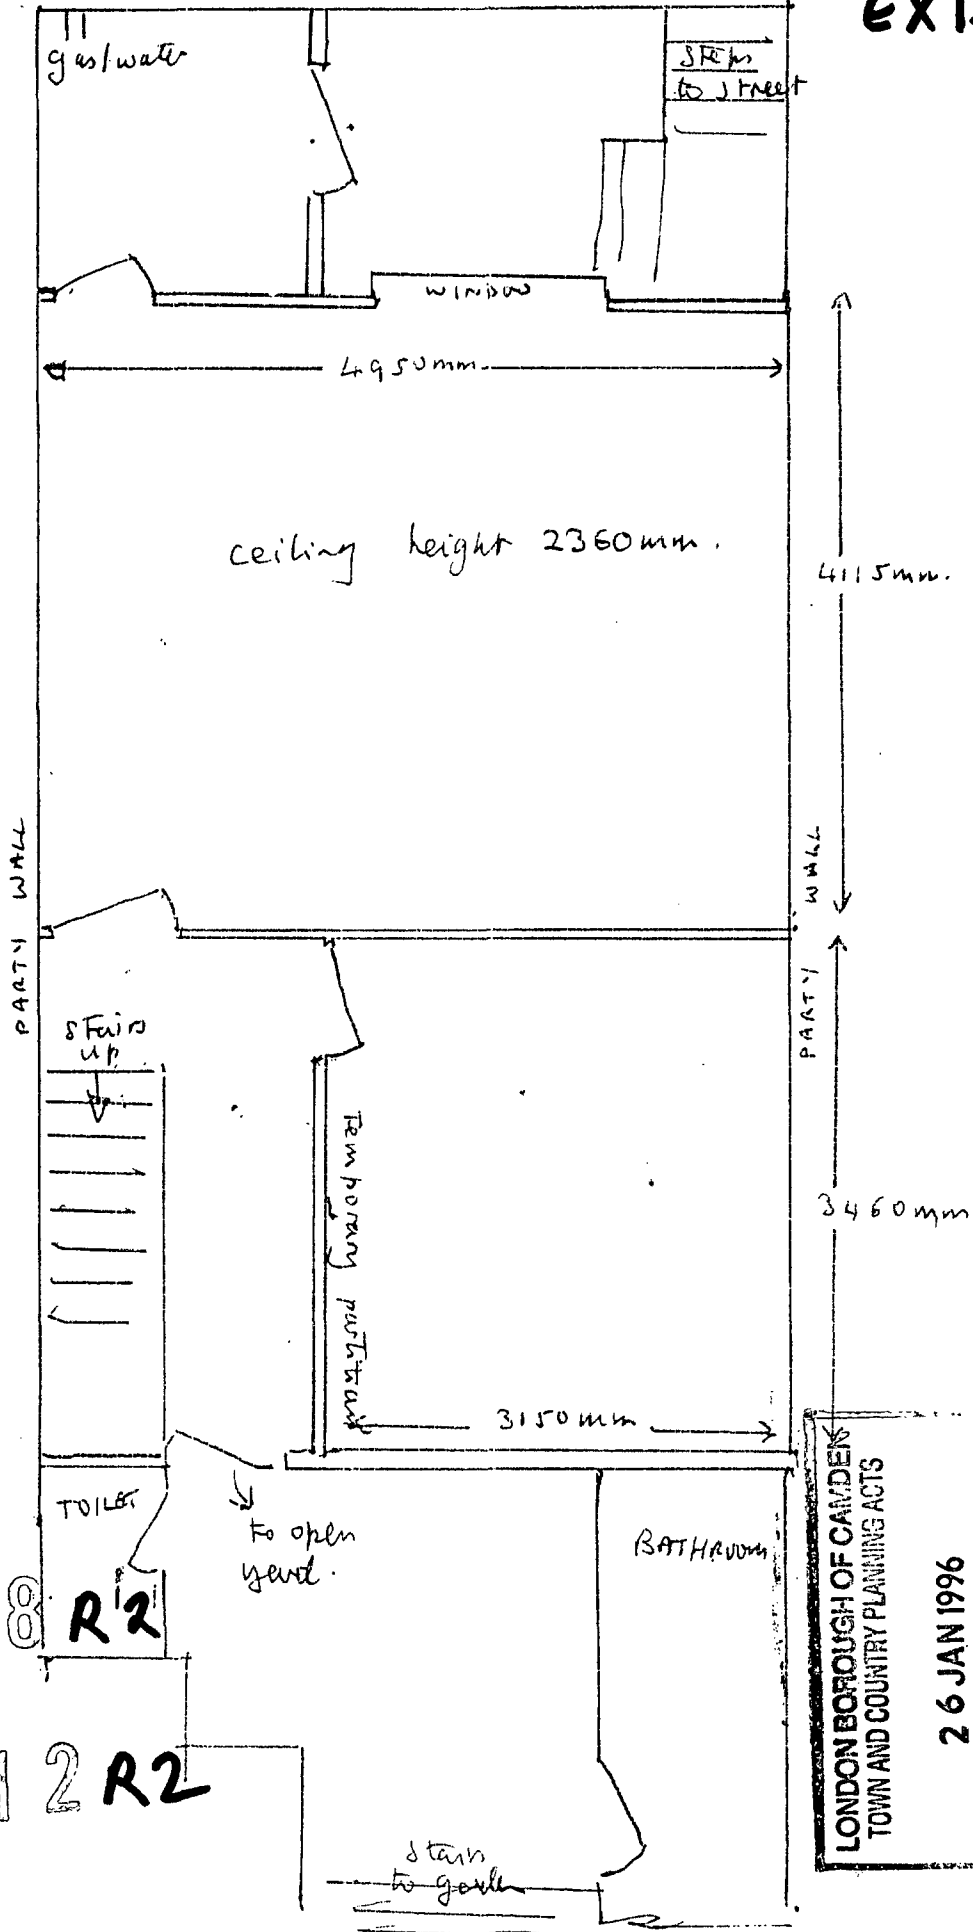 gas/water
steps
to street
WINDOW
4950mm.
ceiling height 2360mm.
4115mm.
PARTY WALL
PARTY WALL
stairs
up
Temporary partition
3460mm
3150mm
TOILET
to open
yard.
BATHROOM
8 R2
2 R2
stairs
to garden
LONDON BOROUGH OF CAMDEN
TOWN AND COUNTRY PLANNING ACTS
26 JAN 1996